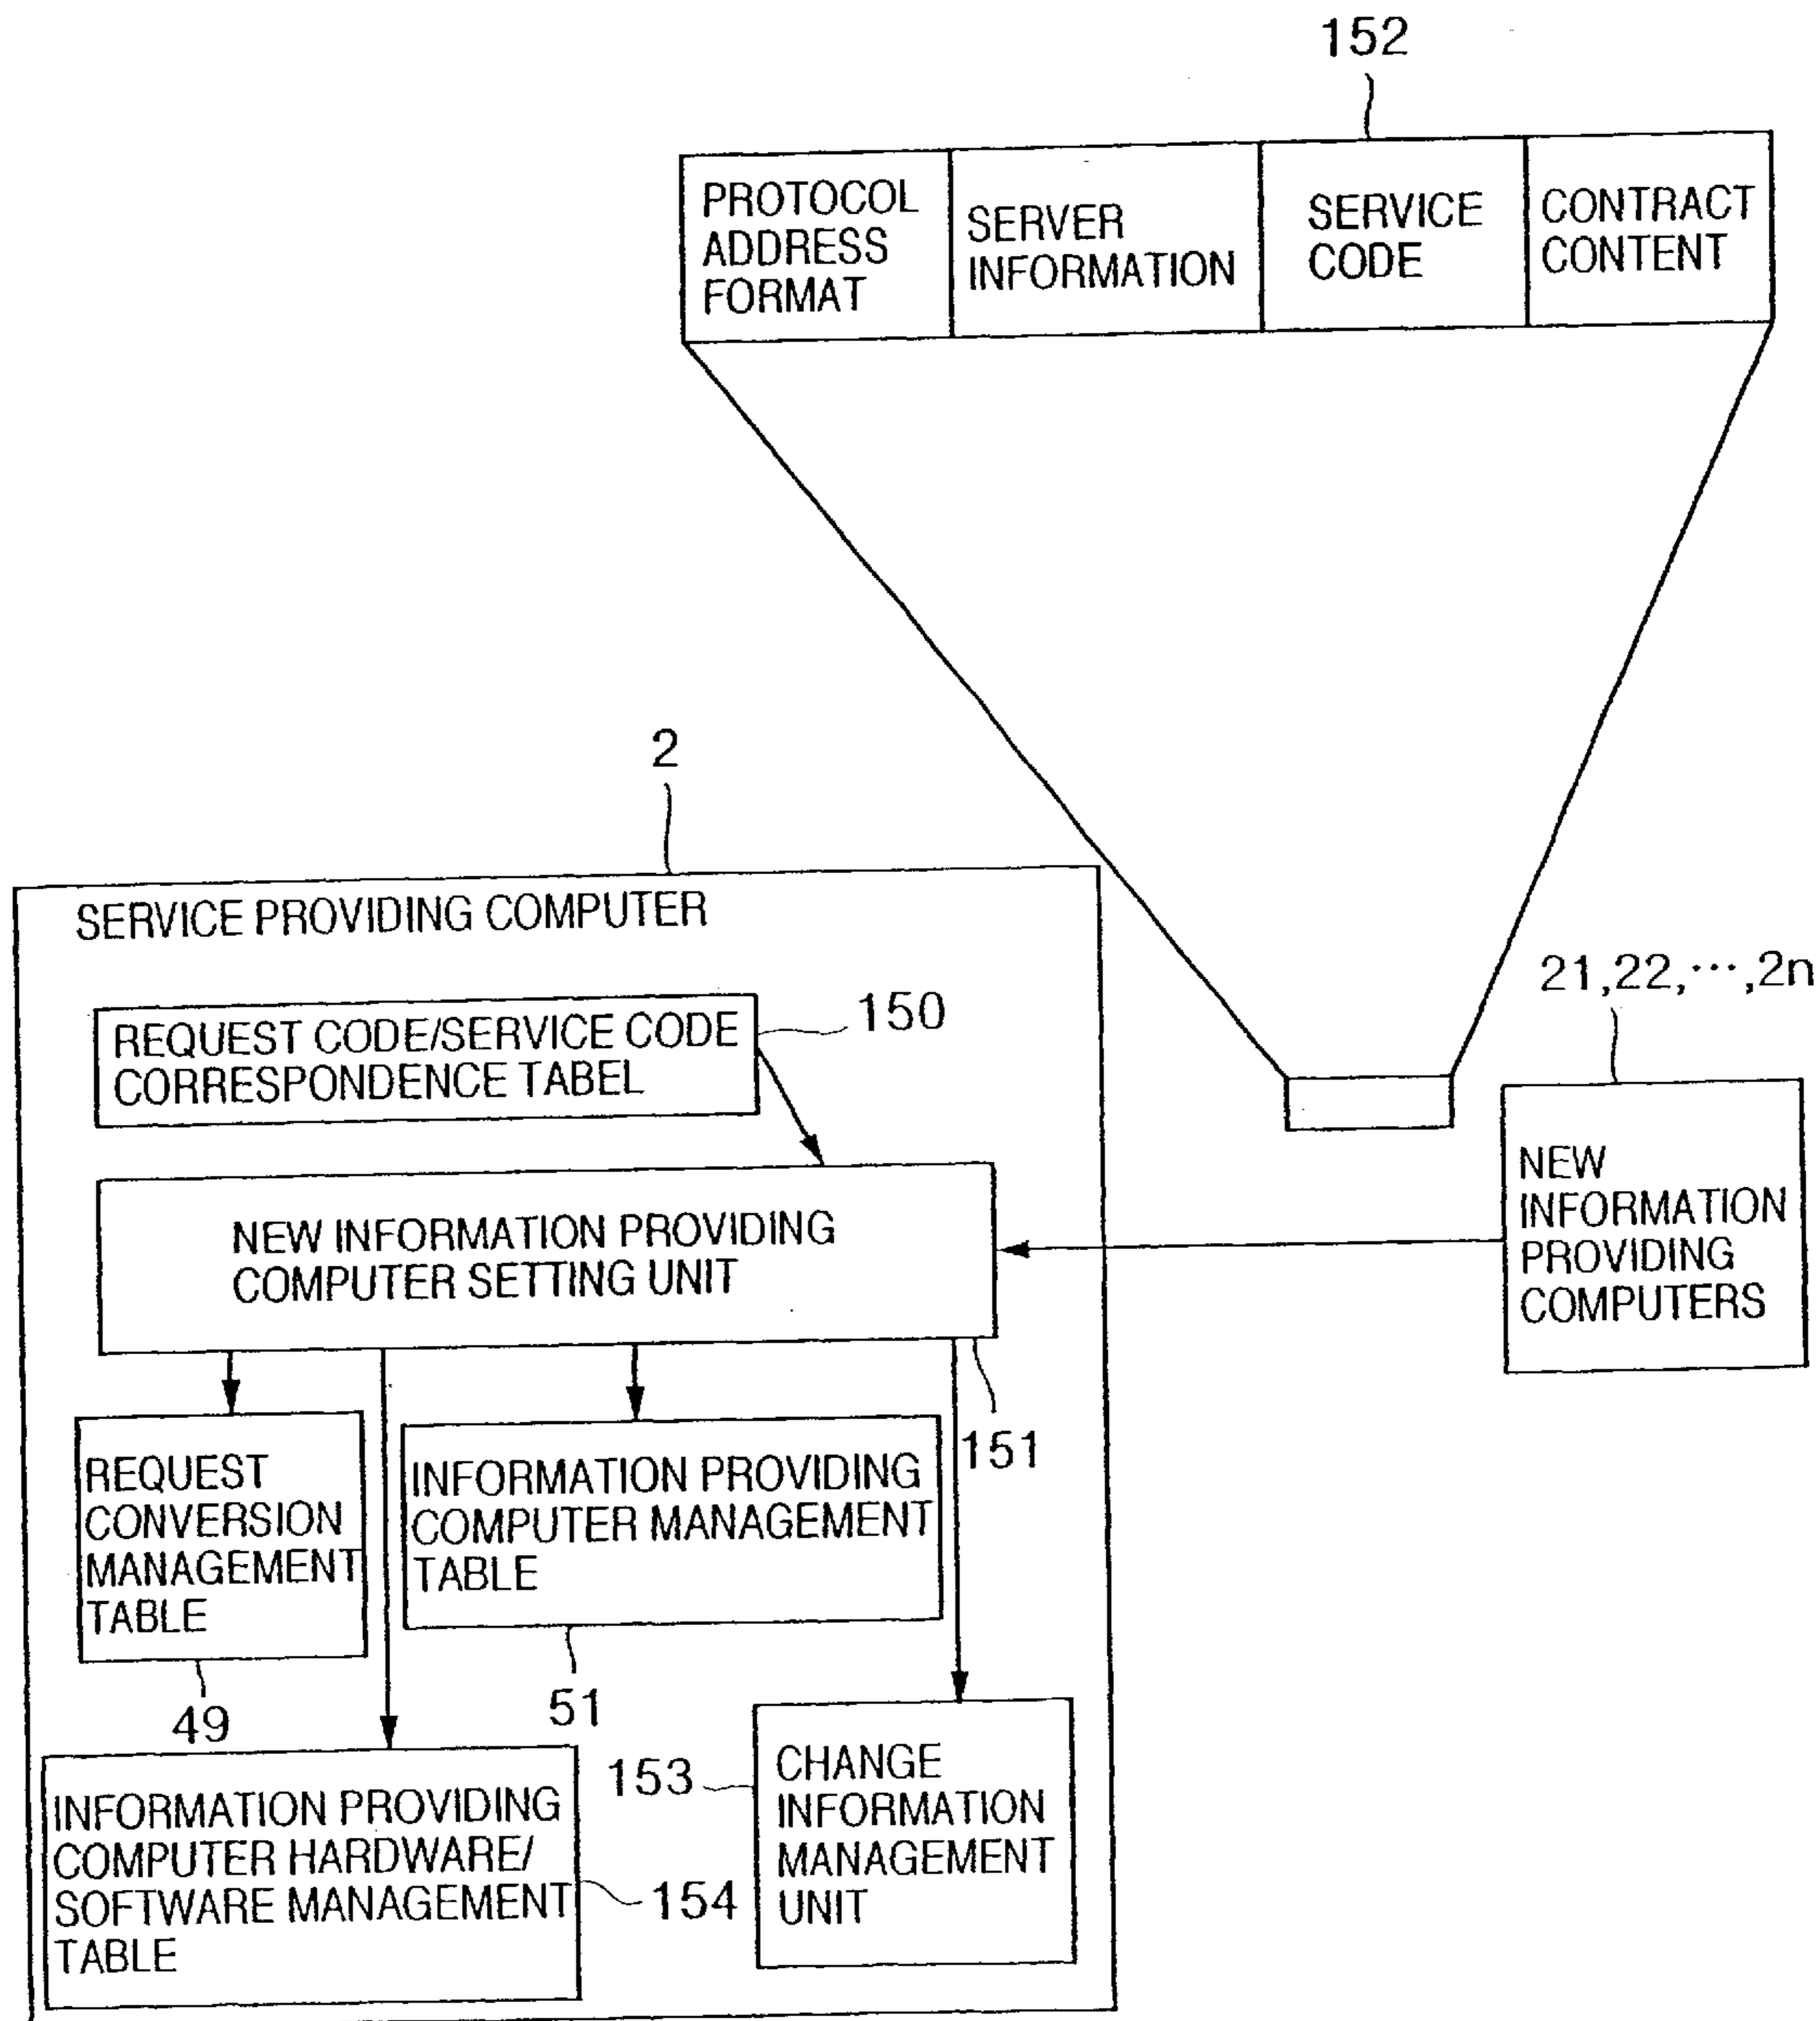 152
PROTOCOL
ADDRESS
FORMAT
SERVER
INFORMATION
SERVICE
CODE
CONTRACT
CONTENT
2
SERVICE PROVIDING COMPUTER
21,22,···,2n
REQUEST CODE/SERVICE CODE
CORRESPONDENCE TABEL
150
NEW INFORMATION PROVIDING
COMPUTER SETTING UNIT
NEW
INFORMATION
PROVIDING
COMPUTERS
151
REQUEST
CONVERSION
MANAGEMENT
TABLE
INFORMATION PROVIDING
COMPUTER MANAGEMENT
TABLE
49
51
INFORMATION PROVIDING
COMPUTER HARDWARE/
SOFTWARE MANAGEMENT
TABLE
154
153
CHANGE
INFORMATION
MANAGEMENT
UNIT